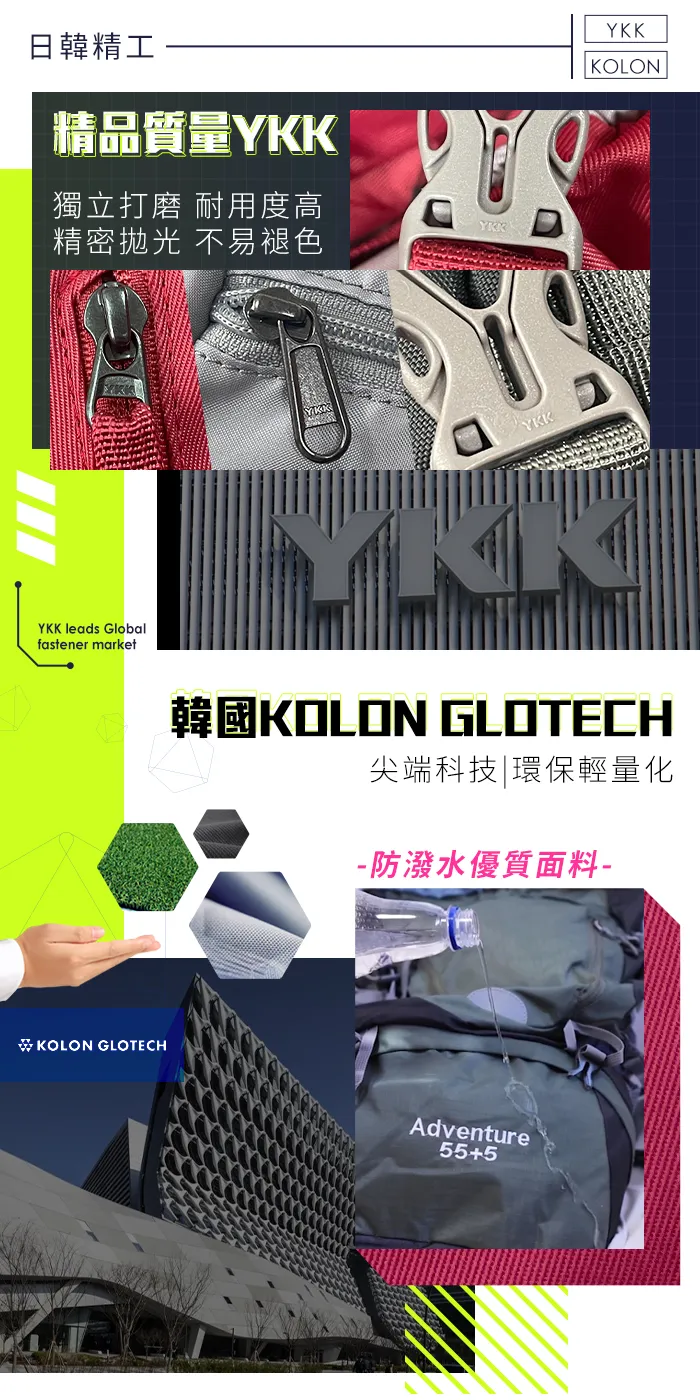 日韓精工
YKK
KOLON
精品質量YKK
獨立打磨 耐用度高
精密拋光 不易褪色
YKK
YKK
YKK
YKK
YKK
YKK leads Global
fastener market
韓國KOLON GLOTECH
尖端科技|環保輕量化
-防潑水優質面料-
KOLON GLOTECH
Adventure
55+5